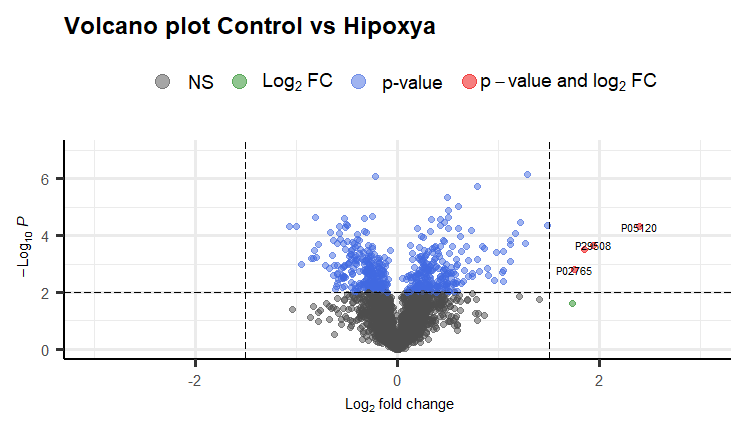 Volcano plot Control vs Hipoxya
NS Log₂ FC p-value p – value and log₂ FC
6
4
2
0
−Log₁₀ P
P05120
P29508
P02765
-2 0 2
Log₂ fold change